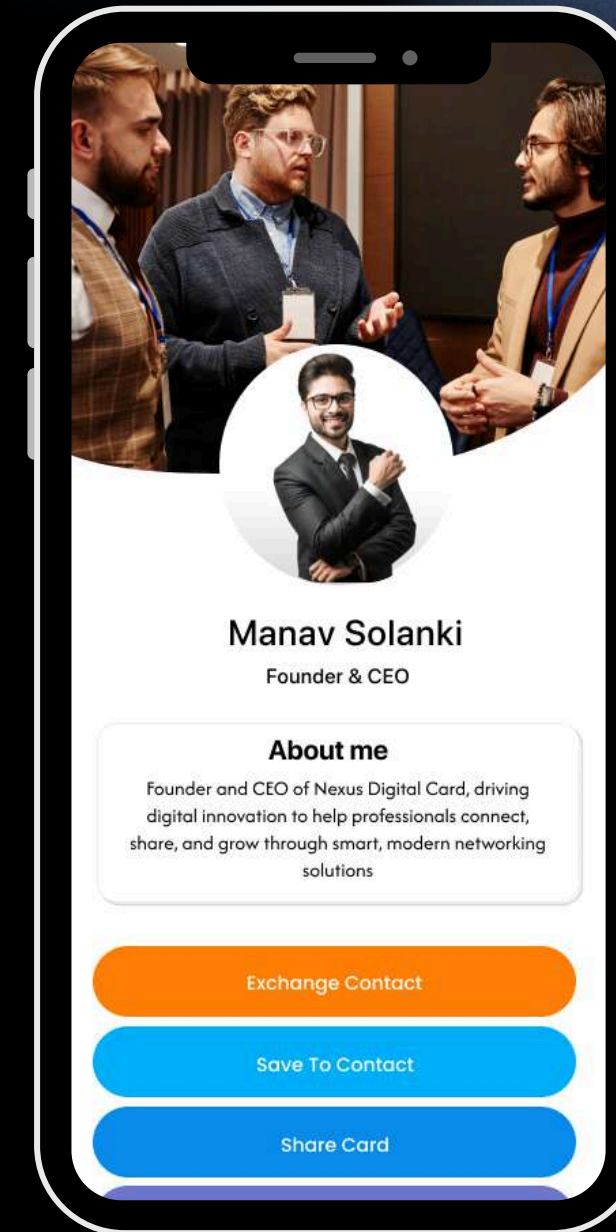 Manav Solanki
Founder & CEO
About me
Founder and CEO of Nexus Digital Card, driving
digital innovation to help professionals connect,
share, and grow through smart, modern networking
solutions
Exchange Contact
Save To Contact
Share Card